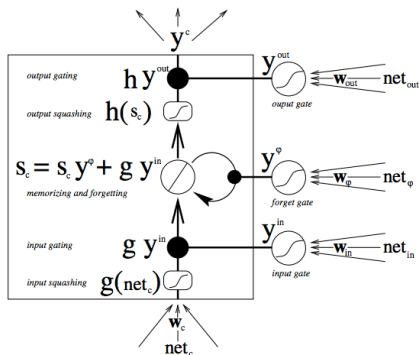 y^c
output gating
h y^out
y^out
w_out
net_out
ouput gate
output squashing
h(s_c)
s_c = s_c y^φ + g y^in
memorizing and forgetting
y^φ
w_φ
net_φ
forget gate
input gating
g y^in
y^in
w_in
net_in
input gate
input squashing
g(net_c)
w_c
net_c